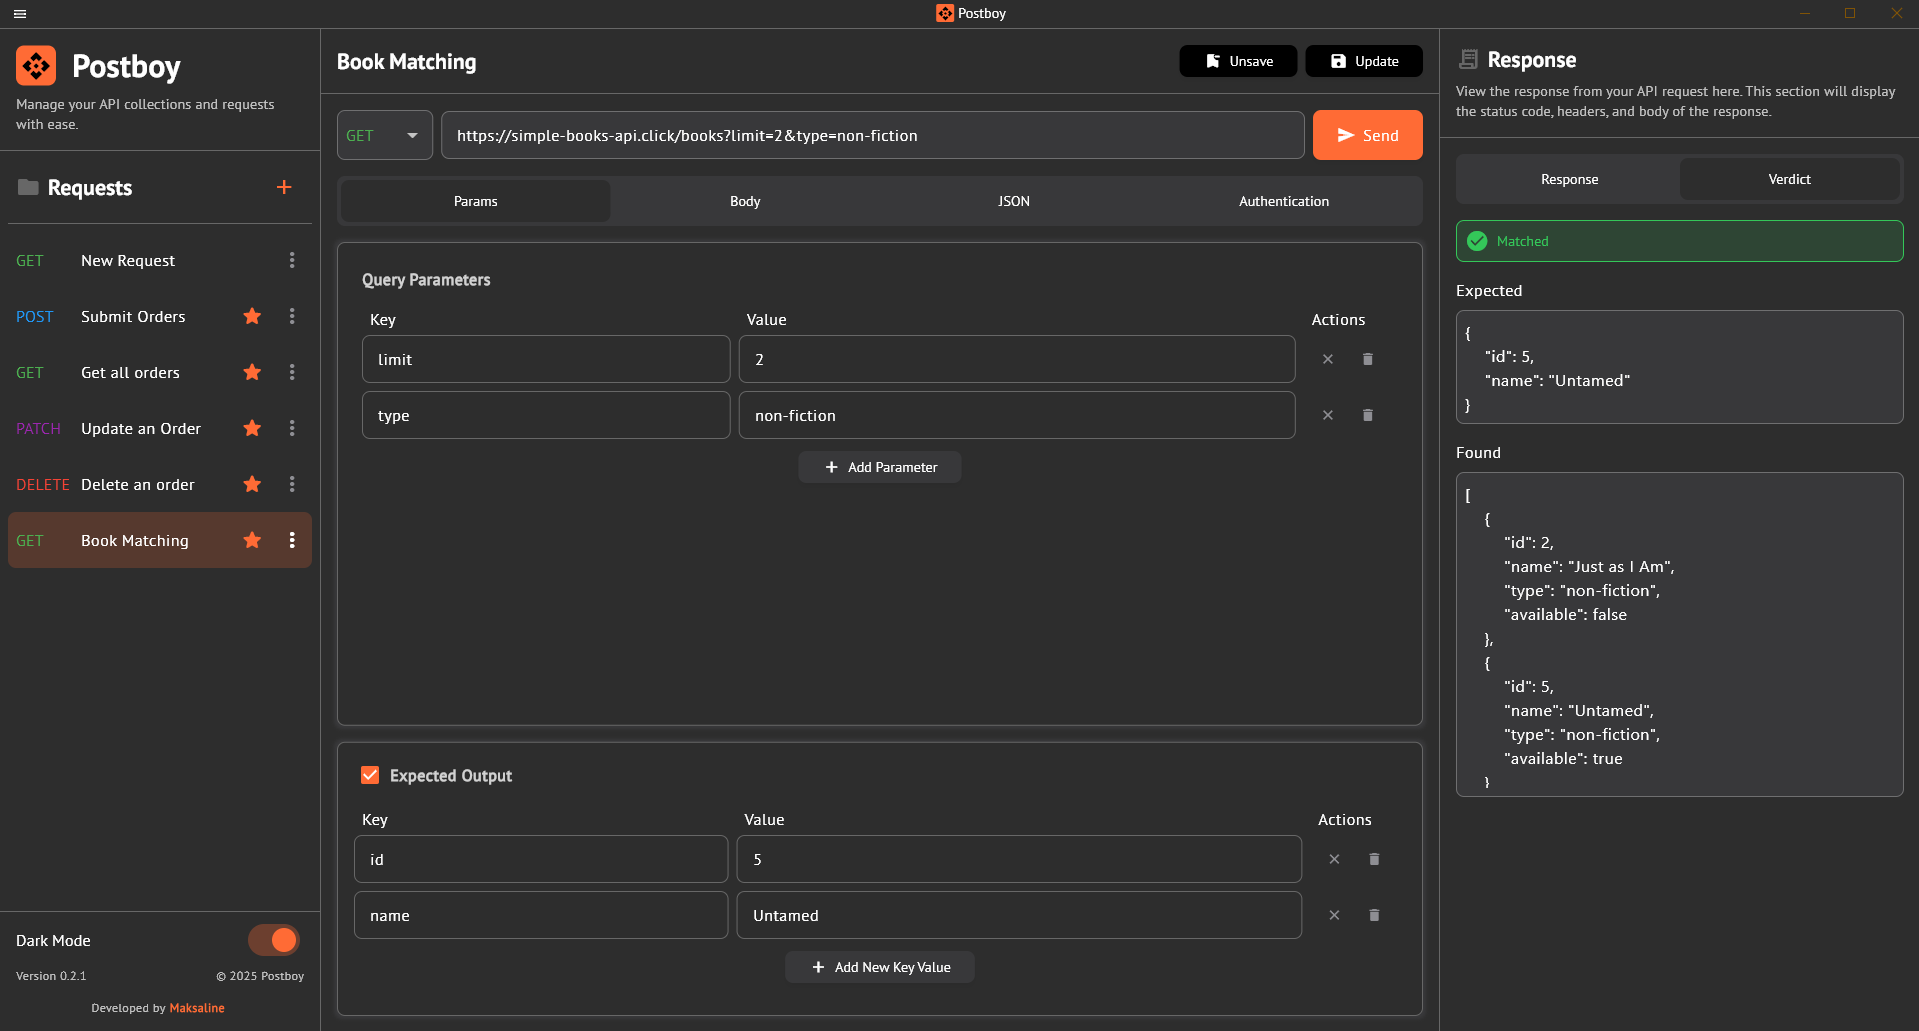 Postboy
Postboy
Manage your API collections and requests
with ease.
Requests
GET New Request
POST Submit Orders
GET Get all orders
PATCH Update an Order
DELETE Delete an order
GET Book Matching
Dark Mode
Version 0.2.1 © 2025 Postboy
Developed by Maksaline
Book Matching
Unsave
Update
GET
https://simple-books-api.click/books?limit=2&type=non-fiction
Send
Params Body JSON Authentication
Query Parameters
Key Value Actions
limit 2
type non-fiction
Add Parameter
Expected Output
Key Value Actions
id 5
name Untamed
Add New Key Value
Response
View the response from your API request here. This section will display
the status code, headers, and body of the response.
Response Verdict
Matched
Expected
{
"id": 5,
"name": "Untamed"
}
Found
[
{
"id": 2,
"name": "Just as I Am",
"type": "non-fiction",
"available": false
},
{
"id": 5,
"name": "Untamed",
"type": "non-fiction",
"available": true
}